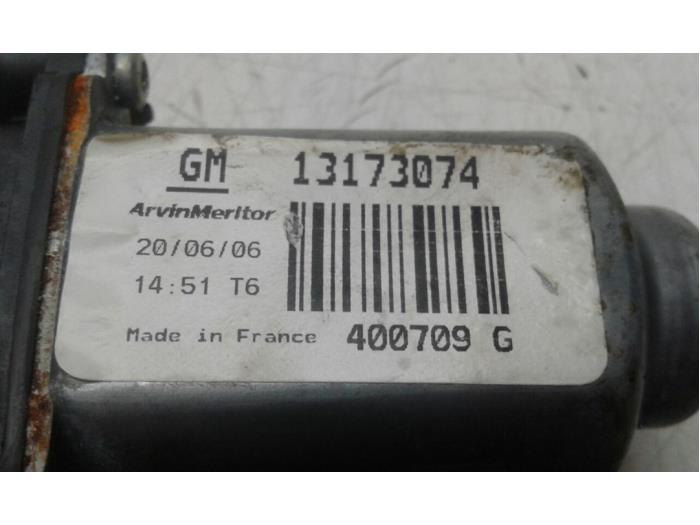 GM 13173074
ArvinMeritor
20/06/06
14:51 T6
Made in France 400709 G